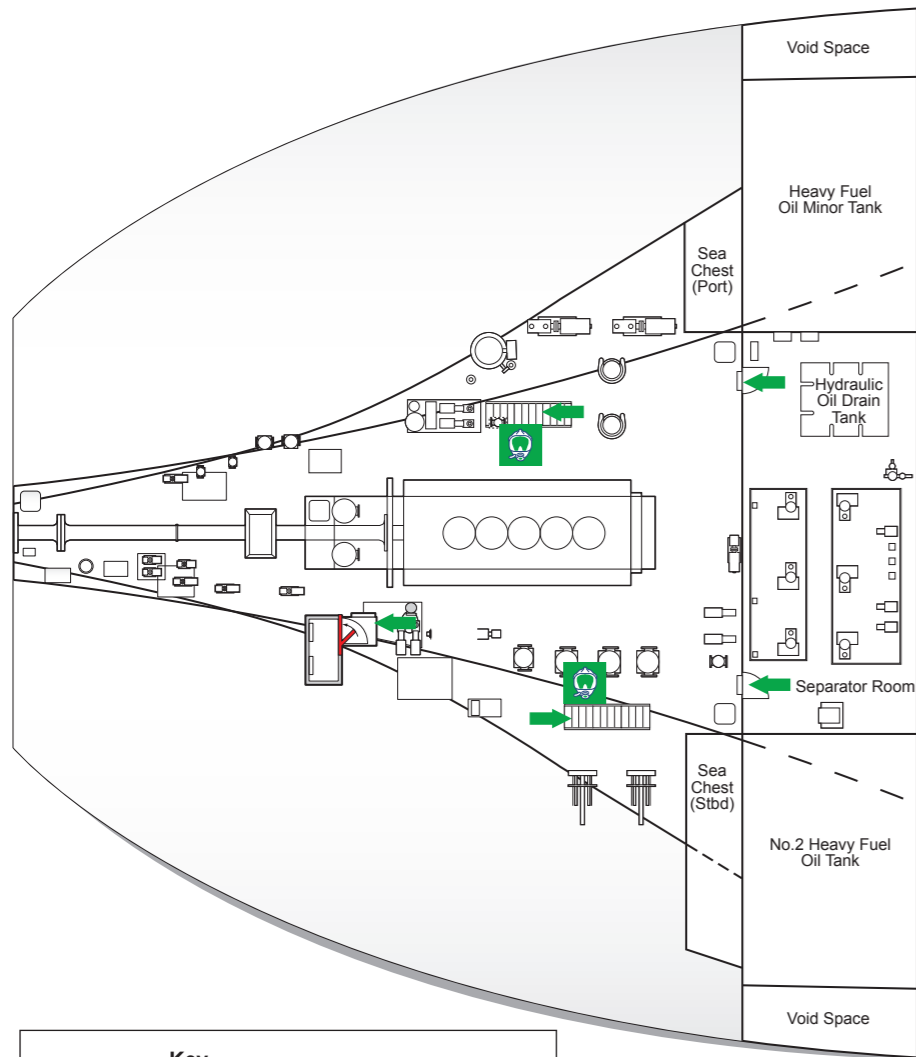 Void Space
Heavy Fuel
Oil Minor Tank
Sea
Chest
(Port)
Hydraulic
Oil Drain
Tank
Separator Room
Sea
Chest
(Stbd)
No.2 Heavy Fuel
Oil Tank
Void Space
Key